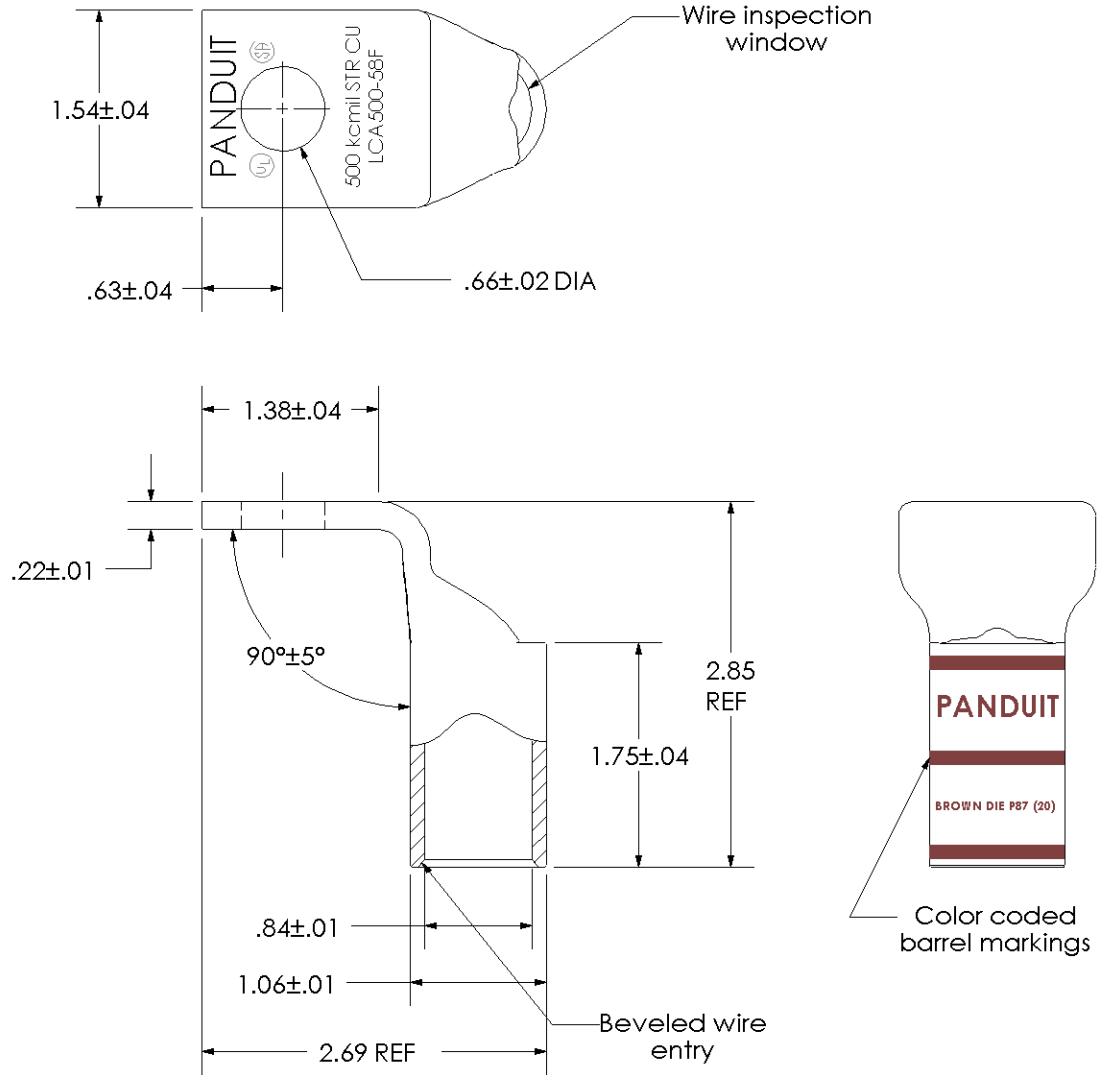 Wire inspection
window
1.54±.04
PANDUIT
SA
UL
500 kcmil STR CU
LCA500-58F
.63±.04
.66±.02 DIA
1.38±.04
.22±.01
90°±5°
2.85
REF
1.75±.04
PANDUIT
BROWN DIE P87 (20)
.84±.01
1.06±.01
Color coded
barrel markings
Beveled wire
entry
2.69 REF